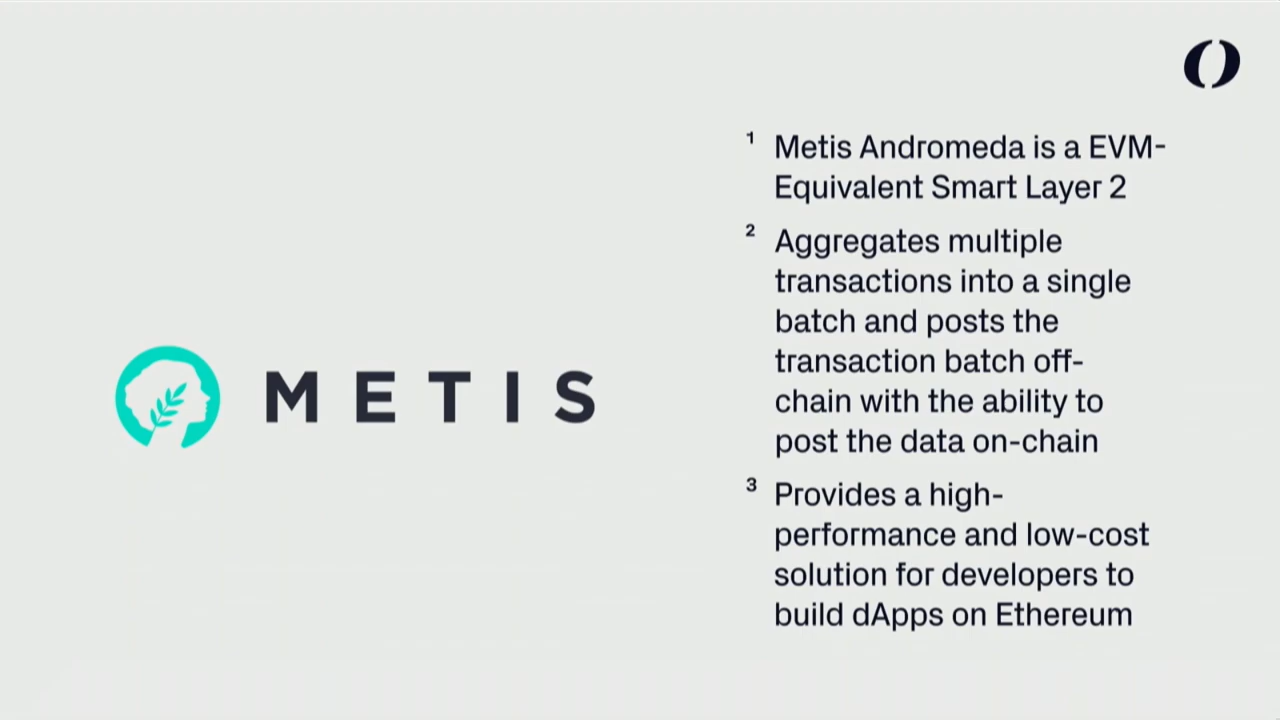 METIS
¹ Metis Andromeda is a EVM-
Equivalent Smart Layer 2
² Aggregates multiple
transactions into a single
batch and posts the
transaction batch off-
chain with the ability to
post the data on-chain
³ Provides a high-
performance and low-cost
solution for developers to
build dApps on Ethereum